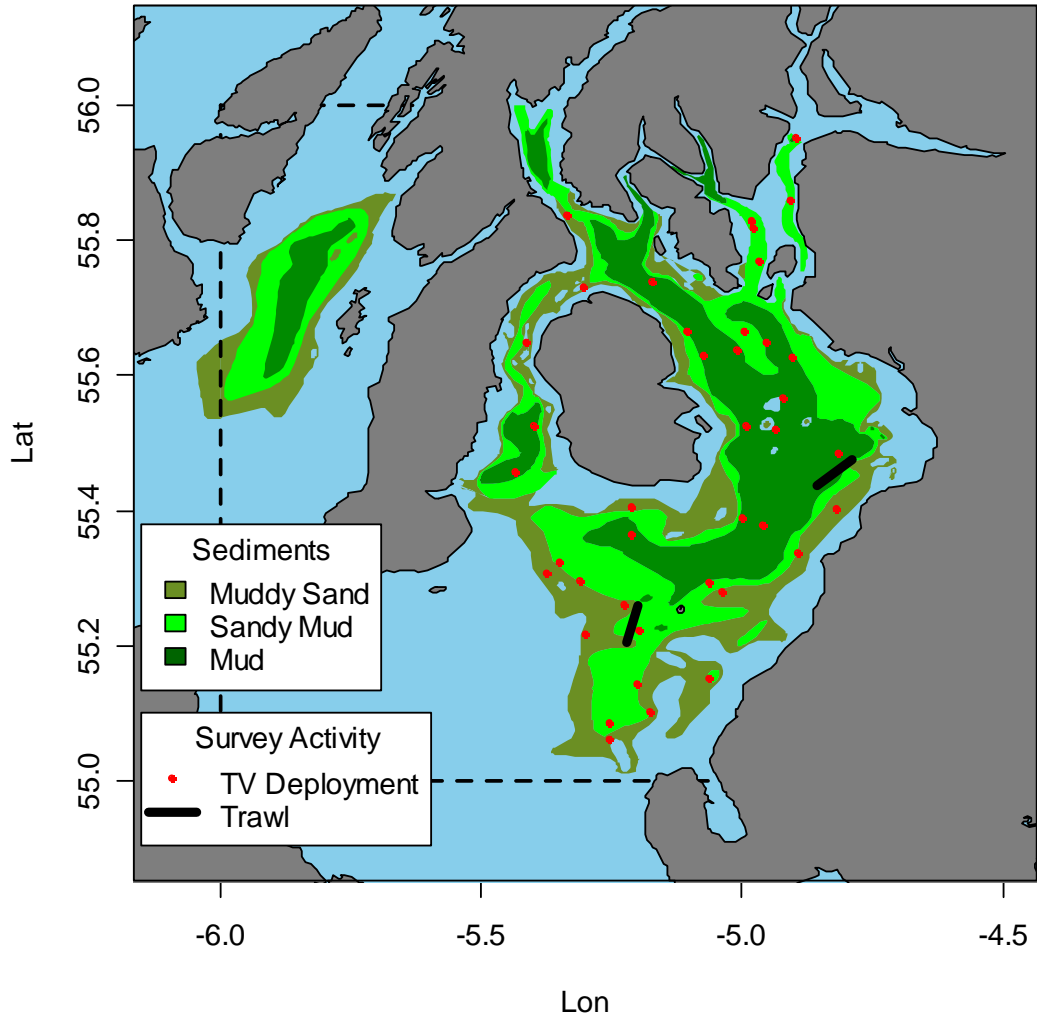 56.0
55.8
55.6
55.4
55.2
55.0
Lat
Sediments
Muddy Sand
Sandy Mud
Mud
Survey Activity
TV Deployment
Trawl
-6.0
-5.5
-5.0
-4.5
Lon